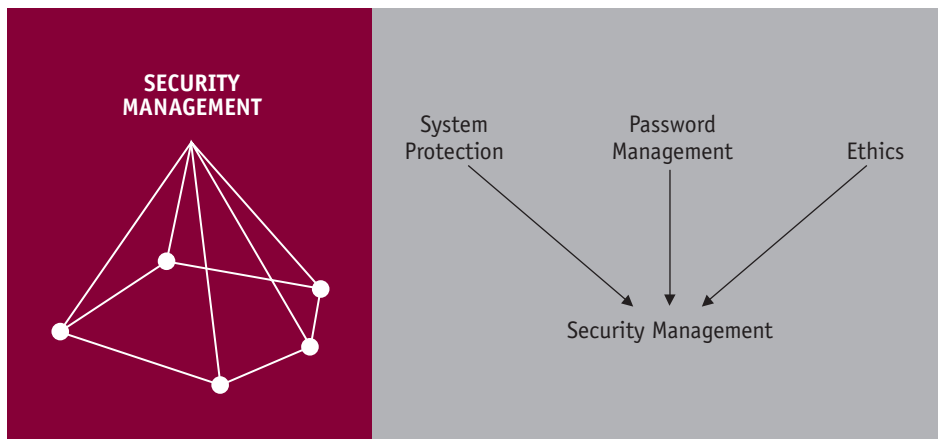 SECURITY
MANAGEMENT
System
Protection
Password
Management
Ethics
Security Management